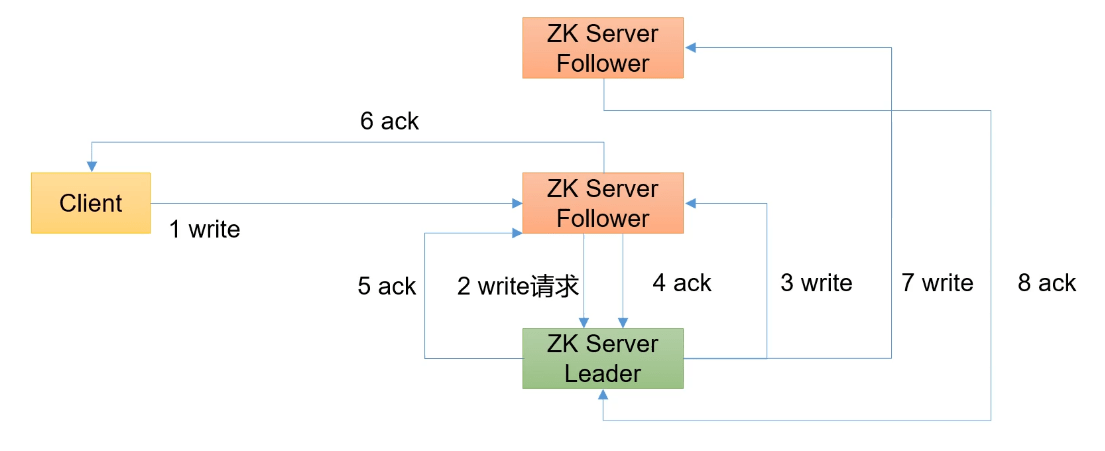 ZK Server
Follower
6 ack
Client
ZK Server
Follower
1 write
5 ack
2 write请求
4 ack
3 write
7 write
8 ack
ZK Server
Leader